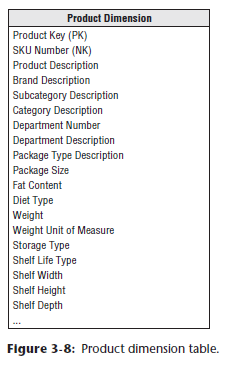 Product Dimension
Product Key (PK)
SKU Number (NK)
Product Description
Brand Description
Subcategory Description
Category Description
Department Number
Department Description
Package Type Description
Package Size
Fat Content
Diet Type
Weight
Weight Unit of Measure
Storage Type
Shelf Life Type
Shelf Width
Shelf Height
Shelf Depth
...
Figure 3-8: Product dimension table.